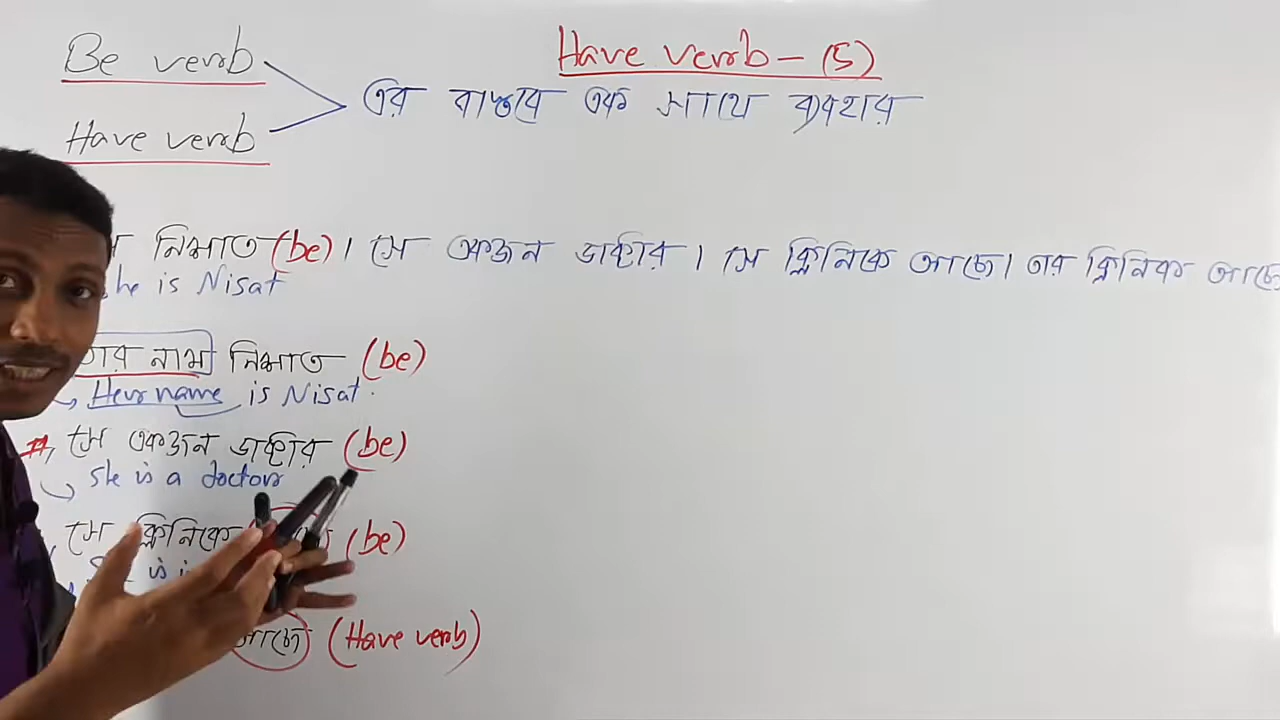 Be verb
Have verb - (5)
এর বাস্তবে এক সাথে ব্যবহার
Have verb
নিশাত (be) । সে একজন ডাক্তার । সে ক্লিনিকে আছে। তার ক্লিনিক আছে
he is Nisat
তার নাম নিশাত (be)
Her name is Nisat.
সে একজন ডাক্তার (be)
She is a doctor
সে ক্লিনিকে (be)
is
আছে (Have verb)